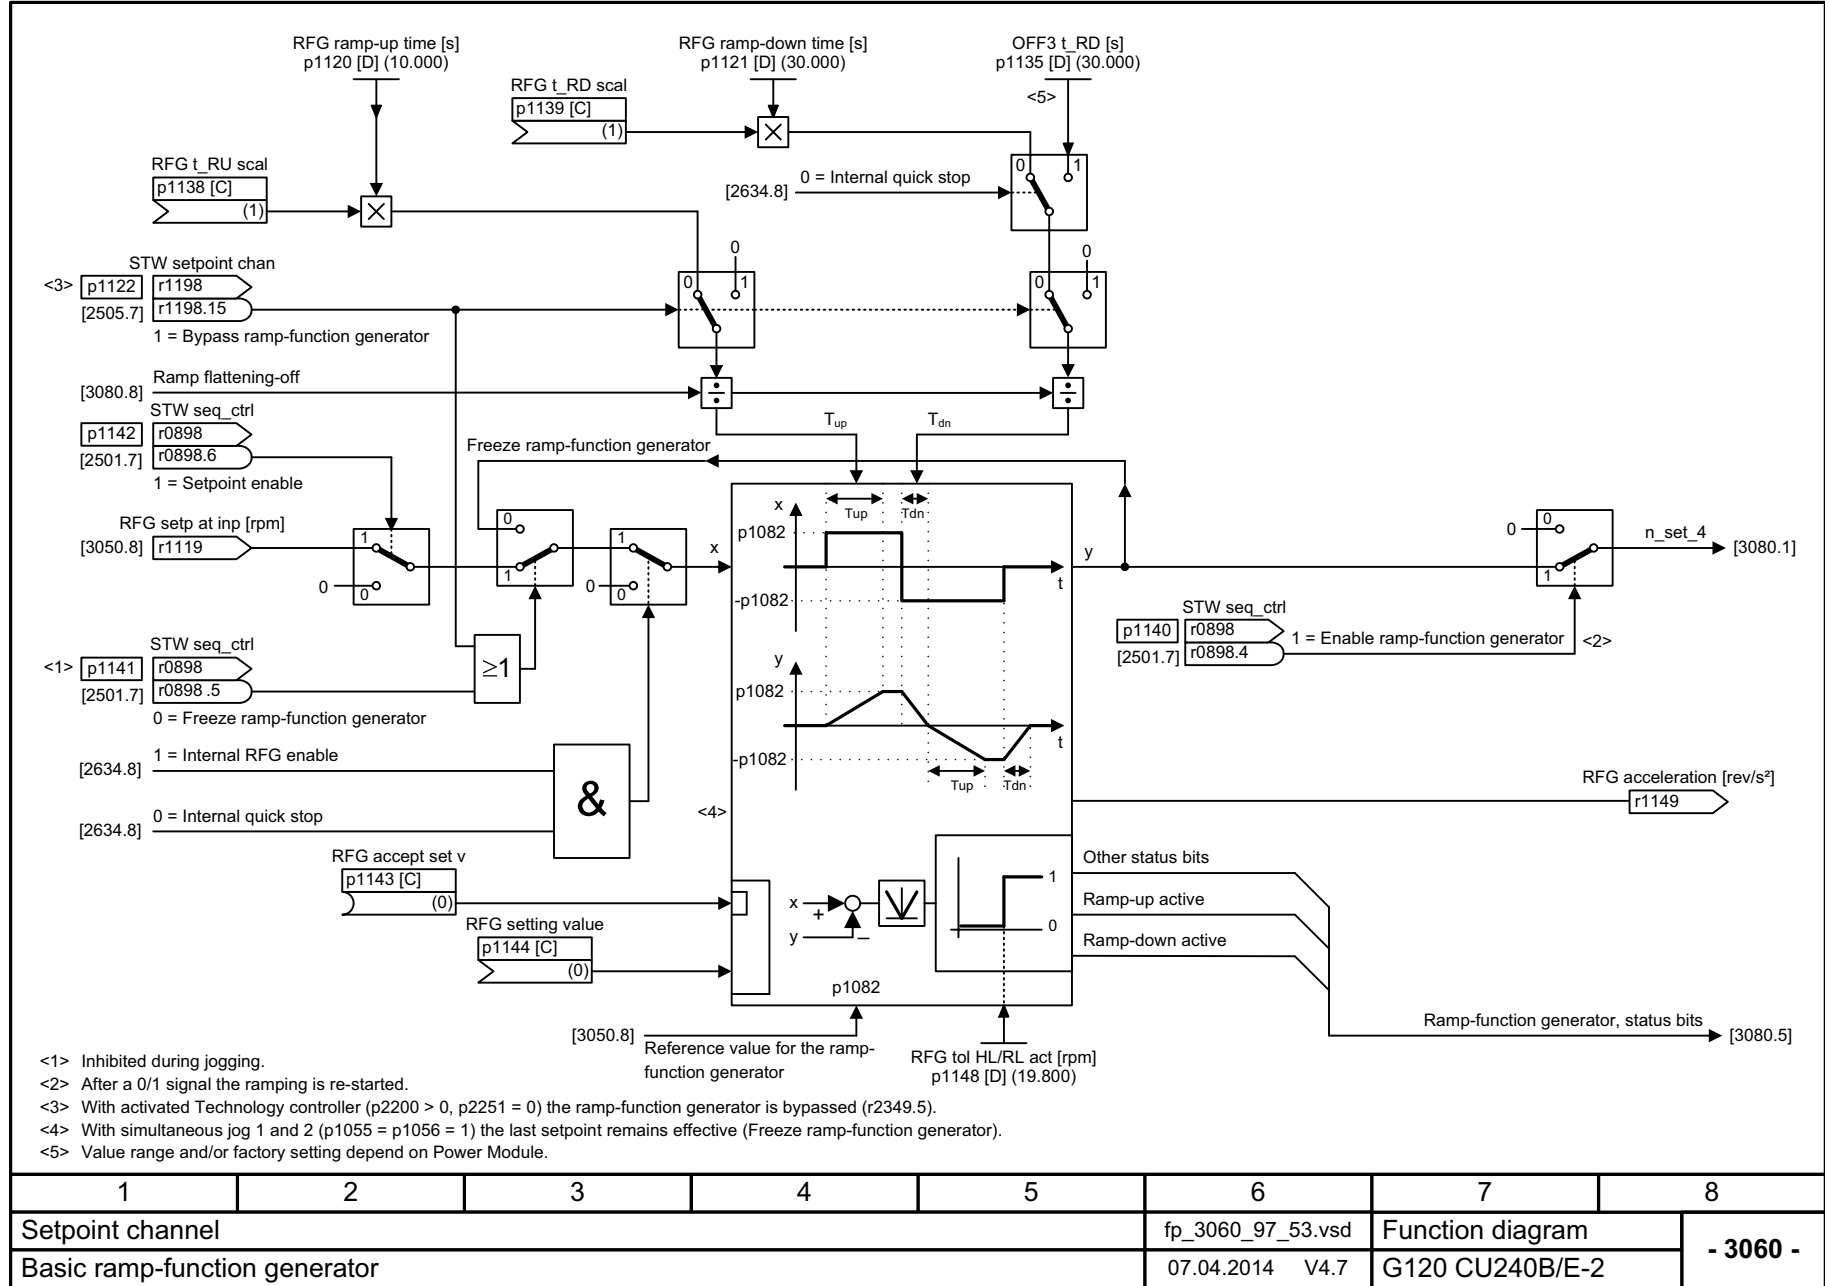 RFG ramp-up time [s]
p1120 [D] (10.000)
RFG ramp-down time [s]
p1121 [D] (30.000)
OFF3 t_RD [s]
p1135 [D] (30.000)
<5>
RFG t_RD scal
p1139 [C]
(1)
0 1
RFG t_RU scal
p1138 [C]
(1)
[2634.8] 0 = Internal quick stop
STW setpoint chan
<3> p1122 r1198
[2505.7] r1198.15
1 = Bypass ramp-function generator
0
0 1
0
0 1
[3080.8] Ramp flattening-off
STW seq_ctrl
p1142 r0898
[2501.7] r0898.6
1 = Setpoint enable
Tup
Tdn
Freeze ramp-function generator
RFG setp at inp [rpm]
[3050.8] r1119
1
0 0
0
1
1
0 0
x
x
Tup Tdn
p1082
-p1082
t
y
p1082
-p1082
t
Tup Tdn
y
0 0
1
n_set_4
[3080.1]
STW seq_ctrl
p1140 r0898
[2501.7] r0898.4
1 = Enable ramp-function generator <2>
STW seq_ctrl
<1> p1141 r0898
[2501.7] r0898 .5
0 = Freeze ramp-function generator
≥1
[2634.8] 1 = Internal RFG enable
[2634.8] 0 = Internal quick stop
&
<4>
RFG acceleration [rev/s²]
r1149
RFG accept set v
p1143 [C]
(0)
RFG setting value
p1144 [C]
(0)
x +
y –
1
0
p1082
Other status bits
Ramp-up active
Ramp-down active
Ramp-function generator, status bits [3080.5]
[3050.8] Reference value for the ramp-
function generator
RFG tol HL/RL act [rpm]
p1148 [D] (19.800)
<1> Inhibited during jogging.
<2> After a 0/1 signal the ramping is re-started.
<3> With activated Technology controller (p2200 > 0, p2251 = 0) the ramp-function generator is bypassed (r2349.5).
<4> With simultaneous jog 1 and 2 (p1055 = p1056 = 1) the last setpoint remains effective (Freeze ramp-function generator).
<5> Value range and/or factory setting depend on Power Module.
1 2 3 4 5 6 7 8
Setpoint channel fp_3060_97_53.vsd Function diagram
- 3060 -
Basic ramp-function generator 07.04.2014 V4.7 G120 CU240B/E-2